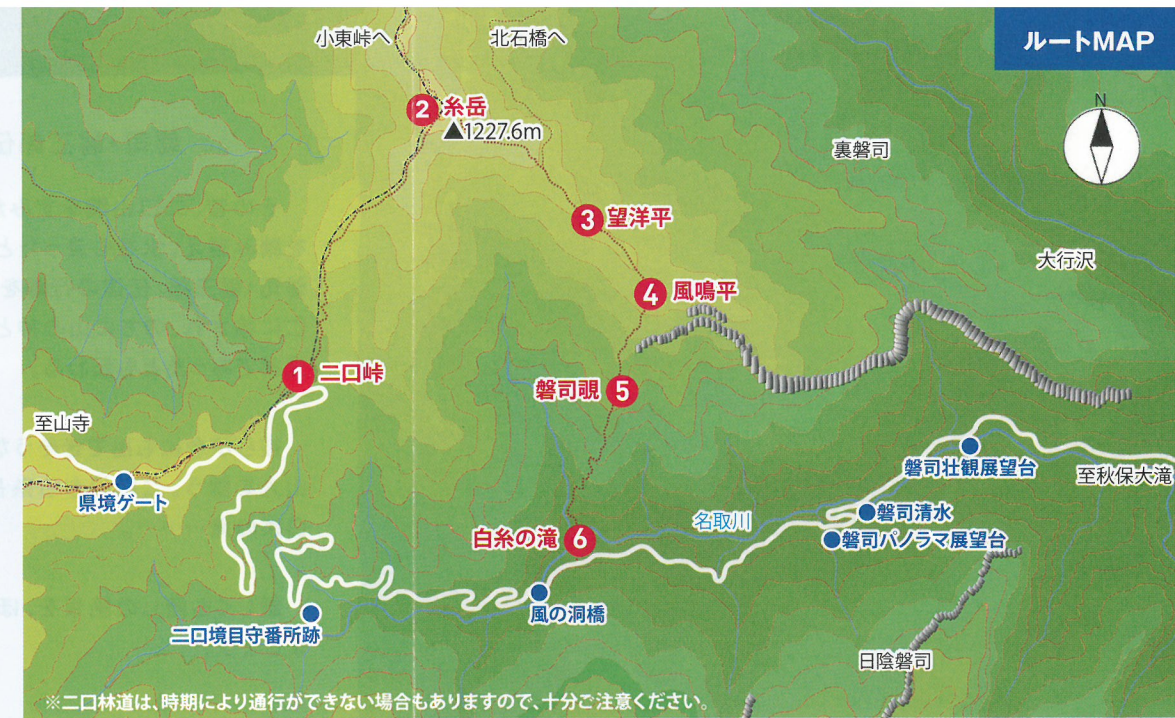 ルートMAP
小東峠へ
北石橋へ
N
2 糸岳
▲1227.6m
裏磐司
3 望洋平
大行沢
4 風鳴平
1 二口峠
磐司覗 5
至山寺
磐司壮観展望台
至秋保大滝
県境ゲート
名取川
磐司清水
白糸の滝 6
磐司パノラマ展望台
風の洞橋
二口境目守番所跡
日陰磐司
※二口林道は、時期により通行ができない場合もありますので、十分ご注意ください。